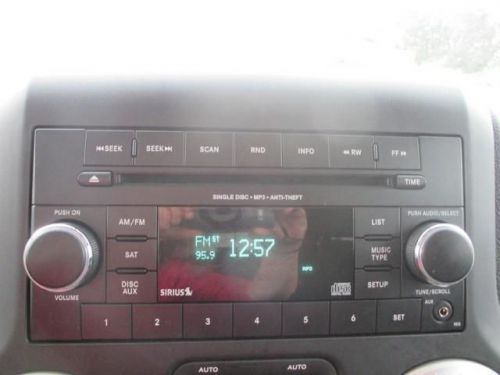 ⏮SEEK SEEK⏭ SCAN RND INFO ◂◂RW FF▸▸
TIME
SINGLE DISC • MP3 • ANTI-THEFT
PUSH ON
VOLUME
AM/FM
SAT
DISC AUX
FM ST 12:57
95.9
INFO
SIRIUS
LIST
MUSIC TYPE
SETUP
PUSH AUDIO/SELECT
TUNE/SCROLL
AUX
1 2 3 4 5 6 SET
AUTO AUTO